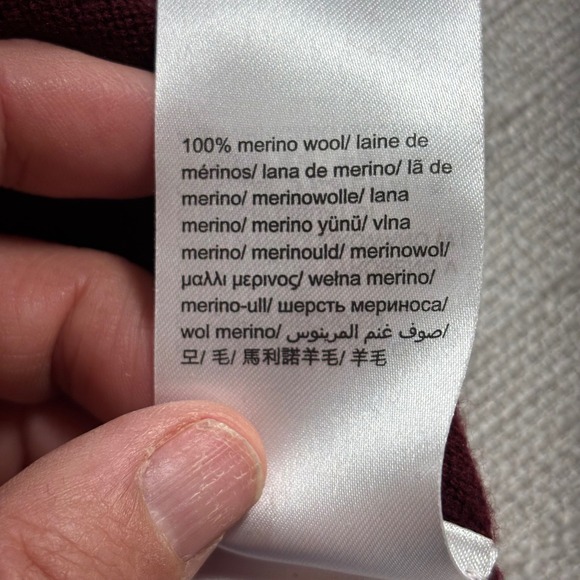 100% merino wool/ laine de
mérinos/ lana de merino/ lã de
merino/ merinowolle/ lana
merino/ merino yünü/ vlna
merino/ merinould/ merinowol/
μαλλι μερινος/ wełna merino/
merino-ull/ шерсть мериноса/
wol merino/ صوف غنم المرينوس/
모/ 毛/ 馬利諾羊毛/ 羊毛